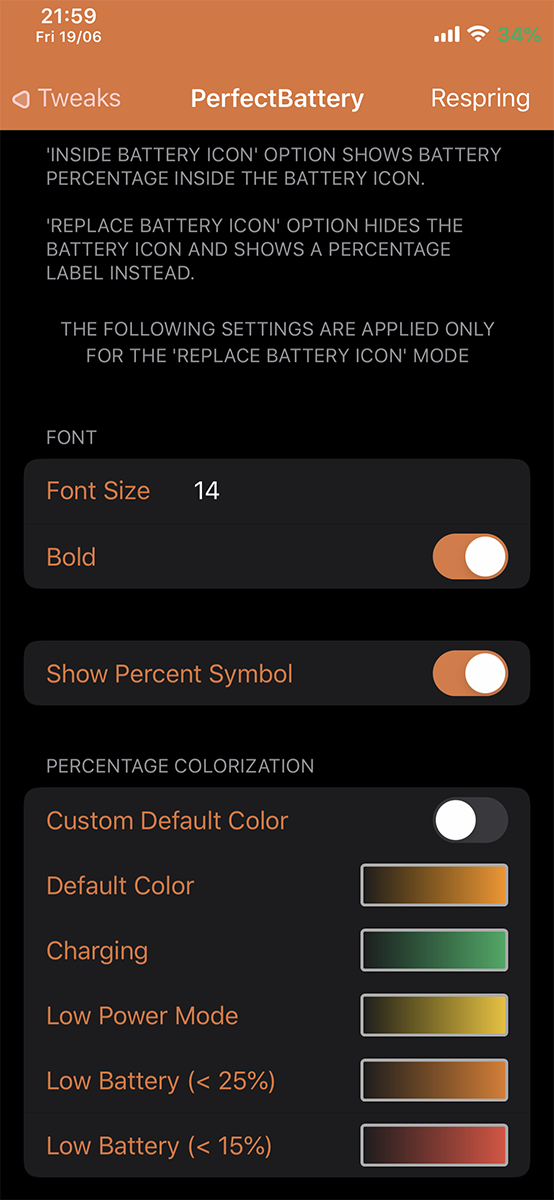 21:59
Fri 19/06
34%
Tweaks
PerfectBattery
Respring
'INSIDE BATTERY ICON' OPTION SHOWS BATTERY
PERCENTAGE INSIDE THE BATTERY ICON.
'REPLACE BATTERY ICON' OPTION HIDES THE
BATTERY ICON AND SHOWS A PERCENTAGE
LABEL INSTEAD.
THE FOLLOWING SETTINGS ARE APPLIED ONLY
FOR THE 'REPLACE BATTERY ICON' MODE
FONT
Font Size 14
Bold
Show Percent Symbol
PERCENTAGE COLORIZATION
Custom Default Color
Default Color
Charging
Low Power Mode
Low Battery (< 25%)
Low Battery (< 15%)